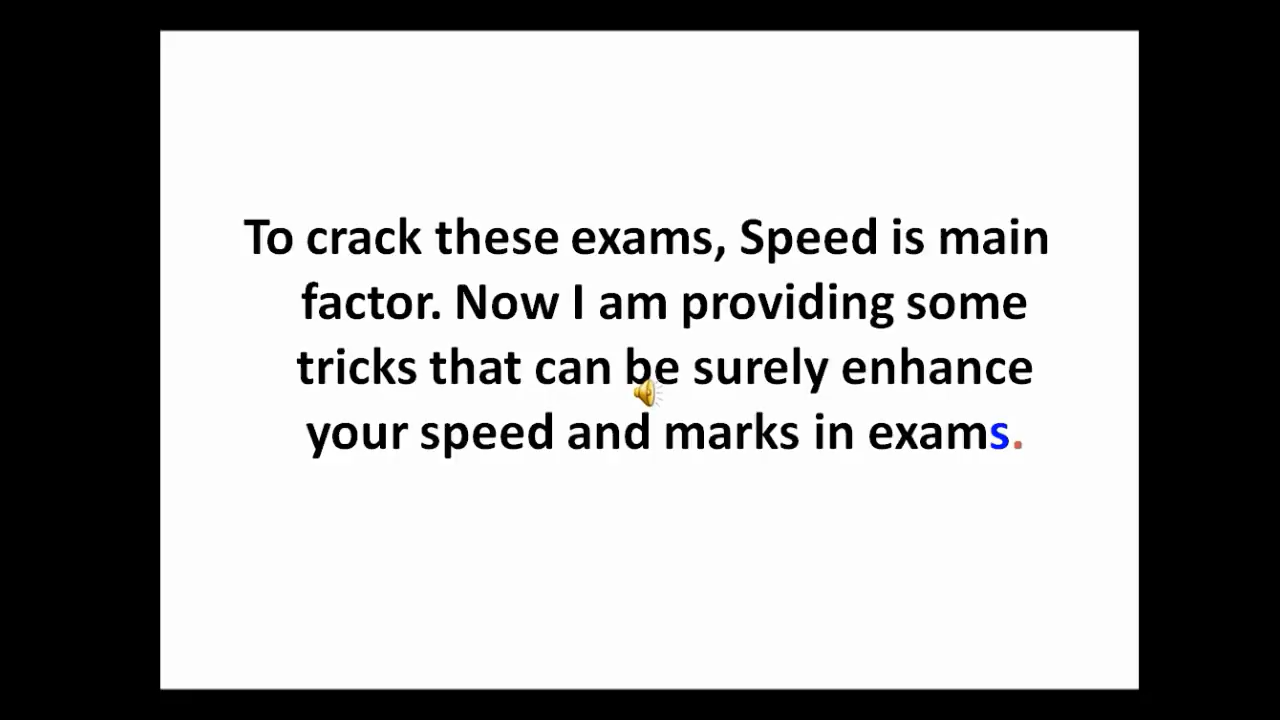 To crack these exams, Speed is main
factor. Now I am providing some
tricks that can be surely enhance
your speed and marks in exams.